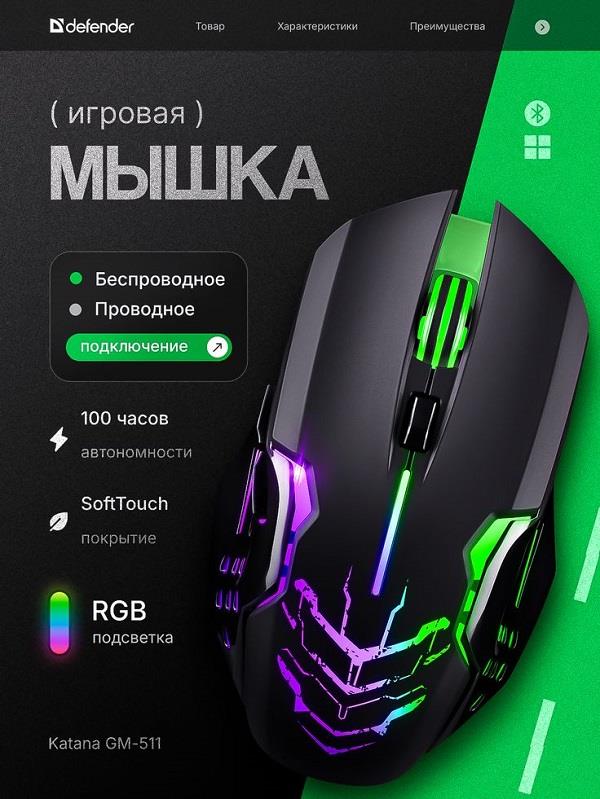 defender
Товар
Характеристики
Преимущества
( игровая )
МЫШКА
Беспроводное
Проводное
подключение
100 часов
автономности
SoftTouch
покрытие
RGB
подсветка
Katana GM-511